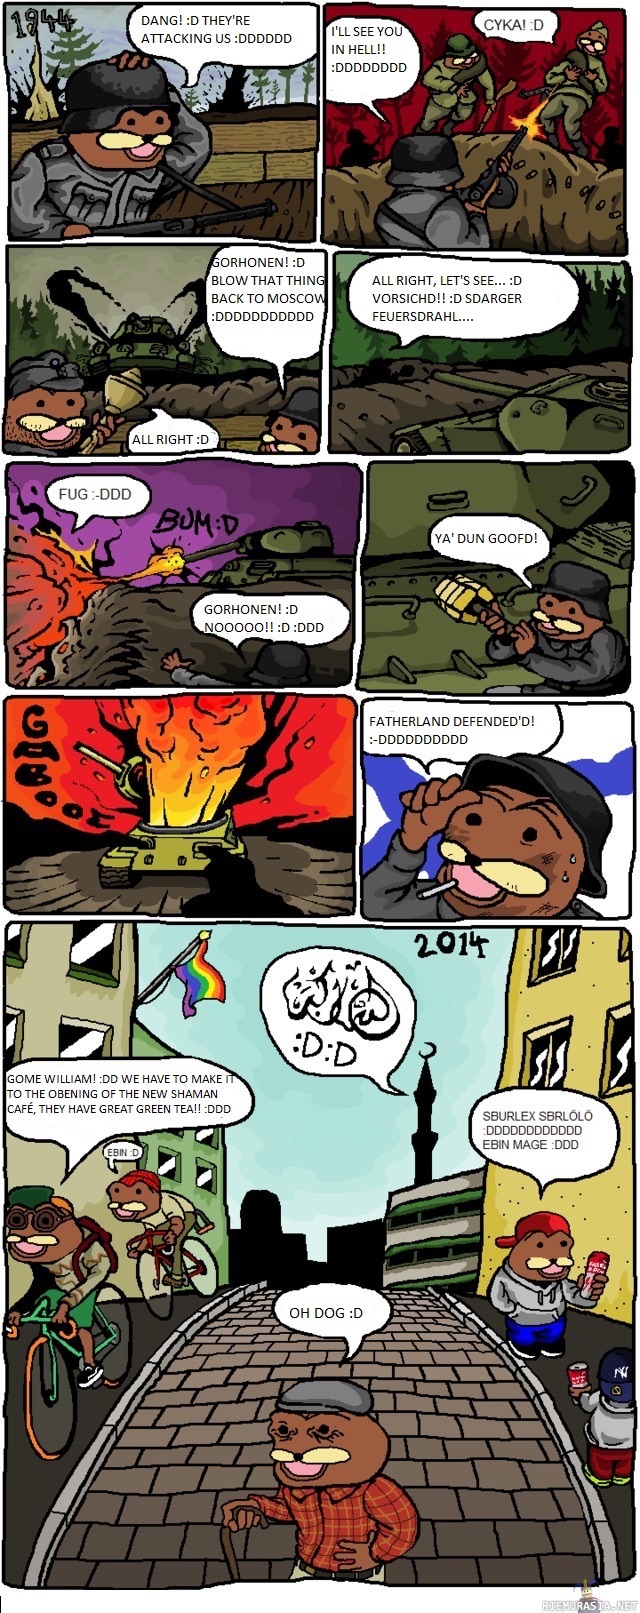 1944
DANG! :D THEY'RE
ATTACKING US :DDDDDD
I'LL SEE YOU
IN HELL!!
:DDDDDDDD
CYKA! :D
GORHONEN! :D
BLOW THAT THING
BACK TO MOSCOW
:DDDDDDDDDDD
ALL RIGHT :D
ALL RIGHT, LET'S SEE... :D
VORSICHD!! :D SDARGER
FEUERSDRAHL....
FUG :-DDD
BUM:D
GORHONEN! :D
NOOOOO!! :D :DDD
YA' DUN GOOFD!
GABOOM
FATHERLAND DEFENDED'D!
:-DDDDDDDDDD
2014
:D:D
GOME WILLIAM! :DD WE HAVE TO MAKE IT
TO THE OBENING OF THE NEW SHAMAN
CAFÉ, THEY HAVE GREAT GREEN TEA!! :DDD
EBIN :D
SBURLEX SBRLÖLÖ
:DDDDDDDDDDDD
EBIN MAGE :DDD
OH DOG :D
NY
RIEMURASIA.NET